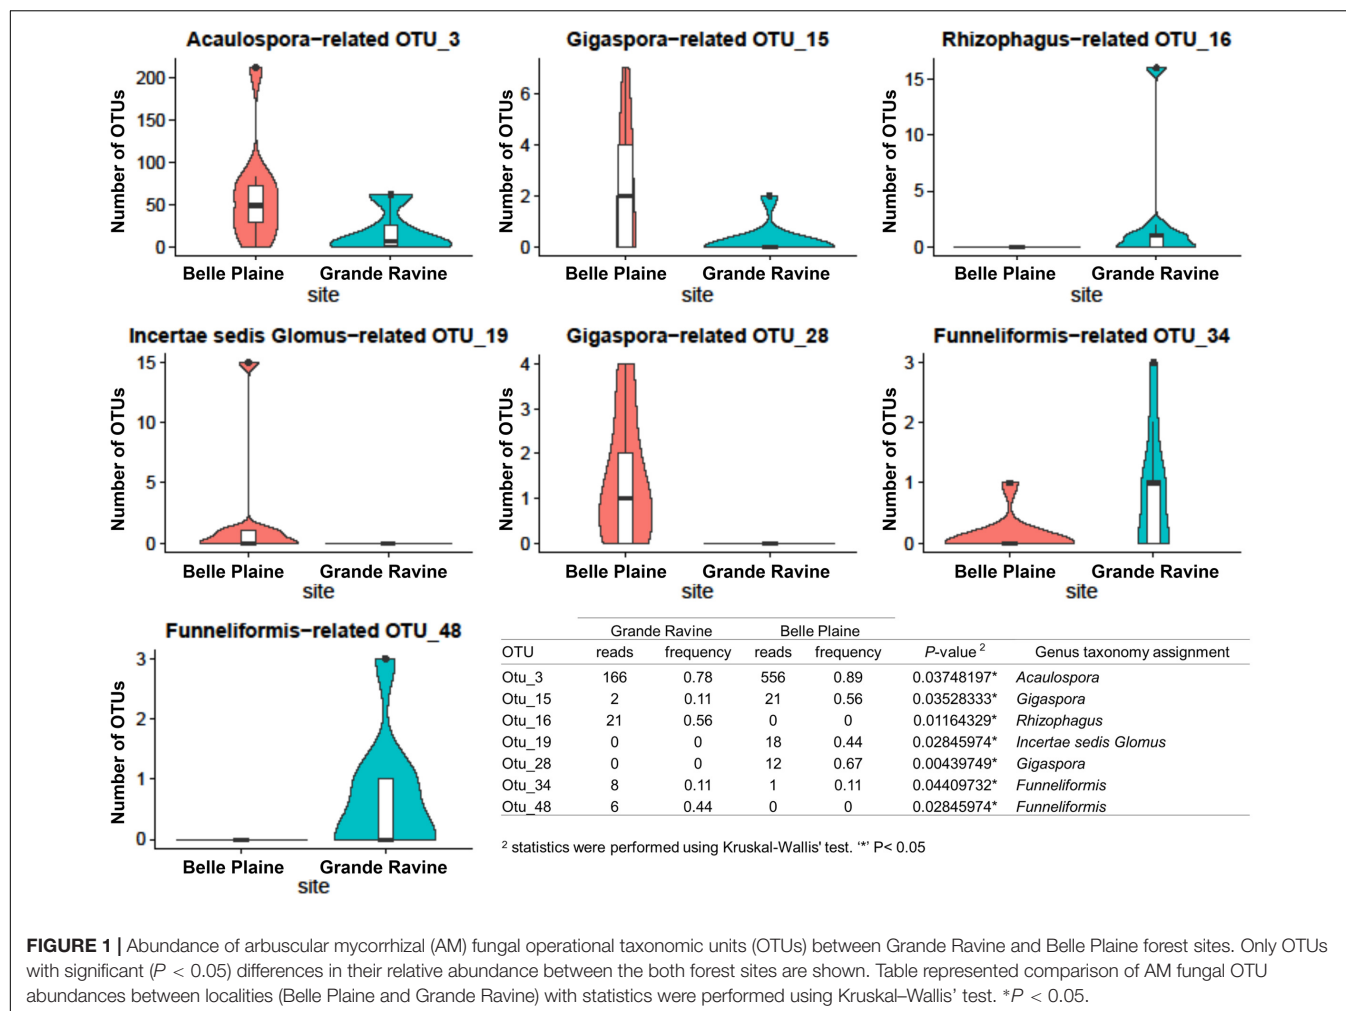 Acaulospora−related OTU_3
Number of OTUs
200
150
100
50
0
Belle Plaine Grande Ravine
site
Gigaspora−related OTU_15
Number of OTUs
6
4
2
0
Belle Plaine Grande Ravine
site
Rhizophagus−related OTU_16
Number of OTUs
15
10
5
0
Belle Plaine Grande Ravine
site
Incertae sedis Glomus−related OTU_19
Number of OTUs
15
10
5
0
Belle Plaine Grande Ravine
site
Gigaspora−related OTU_28
Number of OTUs
4
3
2
1
0
Belle Plaine Grande Ravine
site
Funneliformis−related OTU_34
Number of OTUs
3
2
1
0
Belle Plaine Grande Ravine
site
Funneliformis−related OTU_48
Number of OTUs
3
2
1
0
Belle Plaine Grande Ravine
site
Grande Ravine Belle Plaine
OTU reads frequency reads frequency P-value 2 Genus taxonomy assignment
Otu_3 166 0.78 556 0.89 0.03748197* Acaulospora
Otu_15 2 0.11 21 0.56 0.03528333* Gigaspora
Otu_16 21 0.56 0 0 0.01164329* Rhizophagus
Otu_19 0 0 18 0.44 0.02845974* Incertae sedis Glomus
Otu_28 0 0 12 0.67 0.00439749* Gigaspora
Otu_34 8 0.11 1 0.11 0.04409732* Funneliformis
Otu_48 6 0.44 0 0 0.02845974* Funneliformis
2 statistics were performed using Kruskal-Wallis' test. ‘*’ P< 0.05
FIGURE 1 | Abundance of arbuscular mycorrhizal (AM) fungal operational taxonomic units (OTUs) between Grande Ravine and Belle Plaine forest sites. Only OTUs
with significant (P < 0.05) differences in their relative abundance between the both forest sites are shown. Table represented comparison of AM fungal OTU
abundances between localities (Belle Plaine and Grande Ravine) with statistics were performed using Kruskal–Wallis’ test. *P < 0.05.